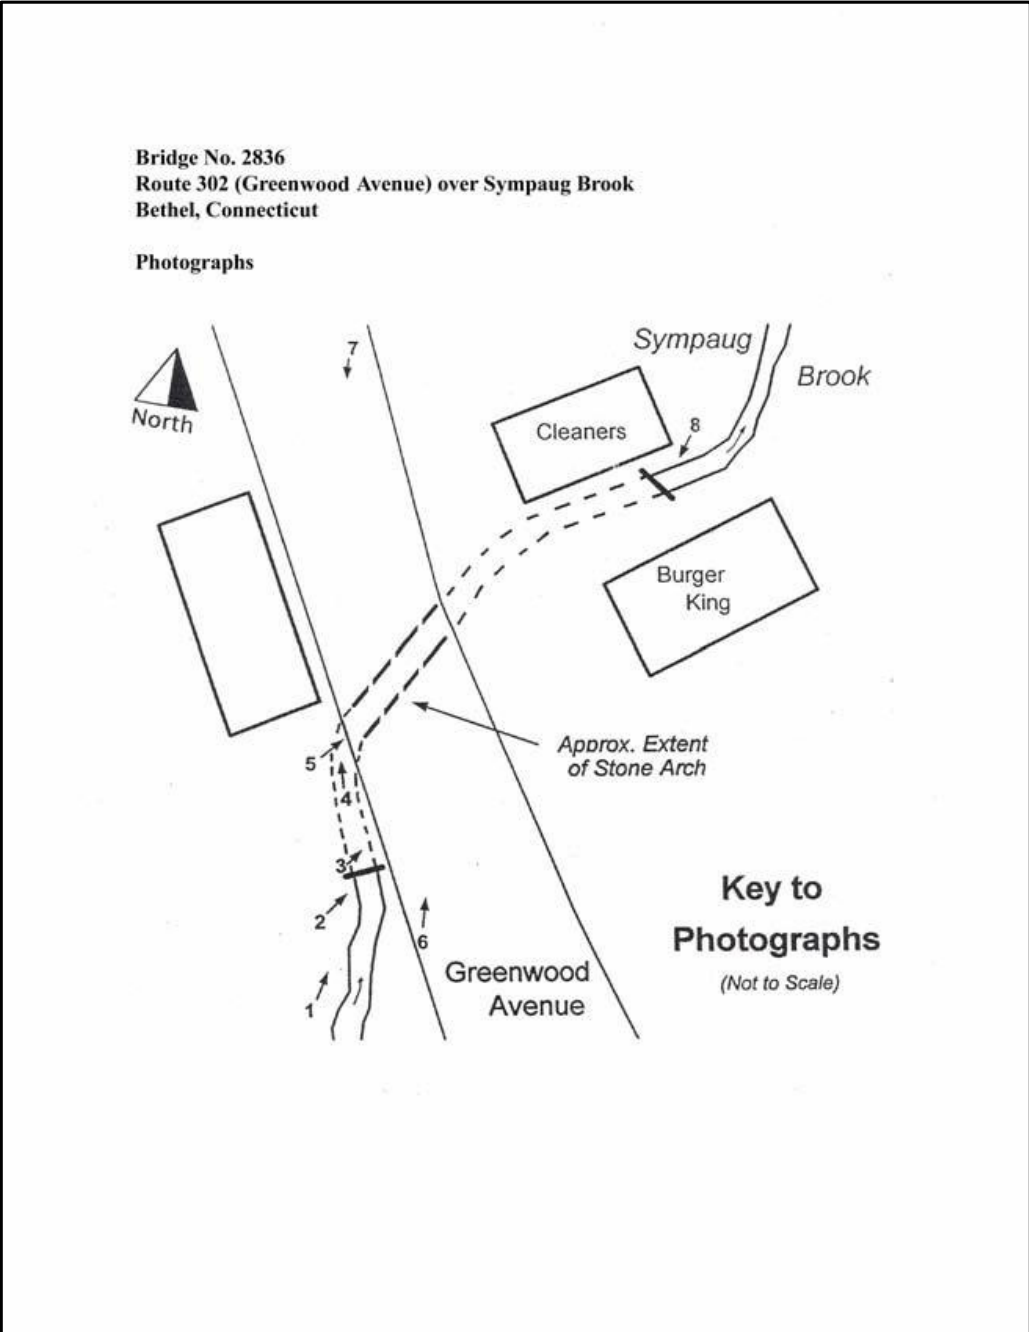 Bridge No. 2836
Route 302 (Greenwood Avenue) over Sympaug Brook
Bethel, Connecticut
Photographs
7
Sympaug
Brook
North
Cleaners
8
Burger
King
Approx. Extent
of Stone Arch
5
4
3
2
6
1
Greenwood
Avenue
Key to
Photographs
(Not to Scale)